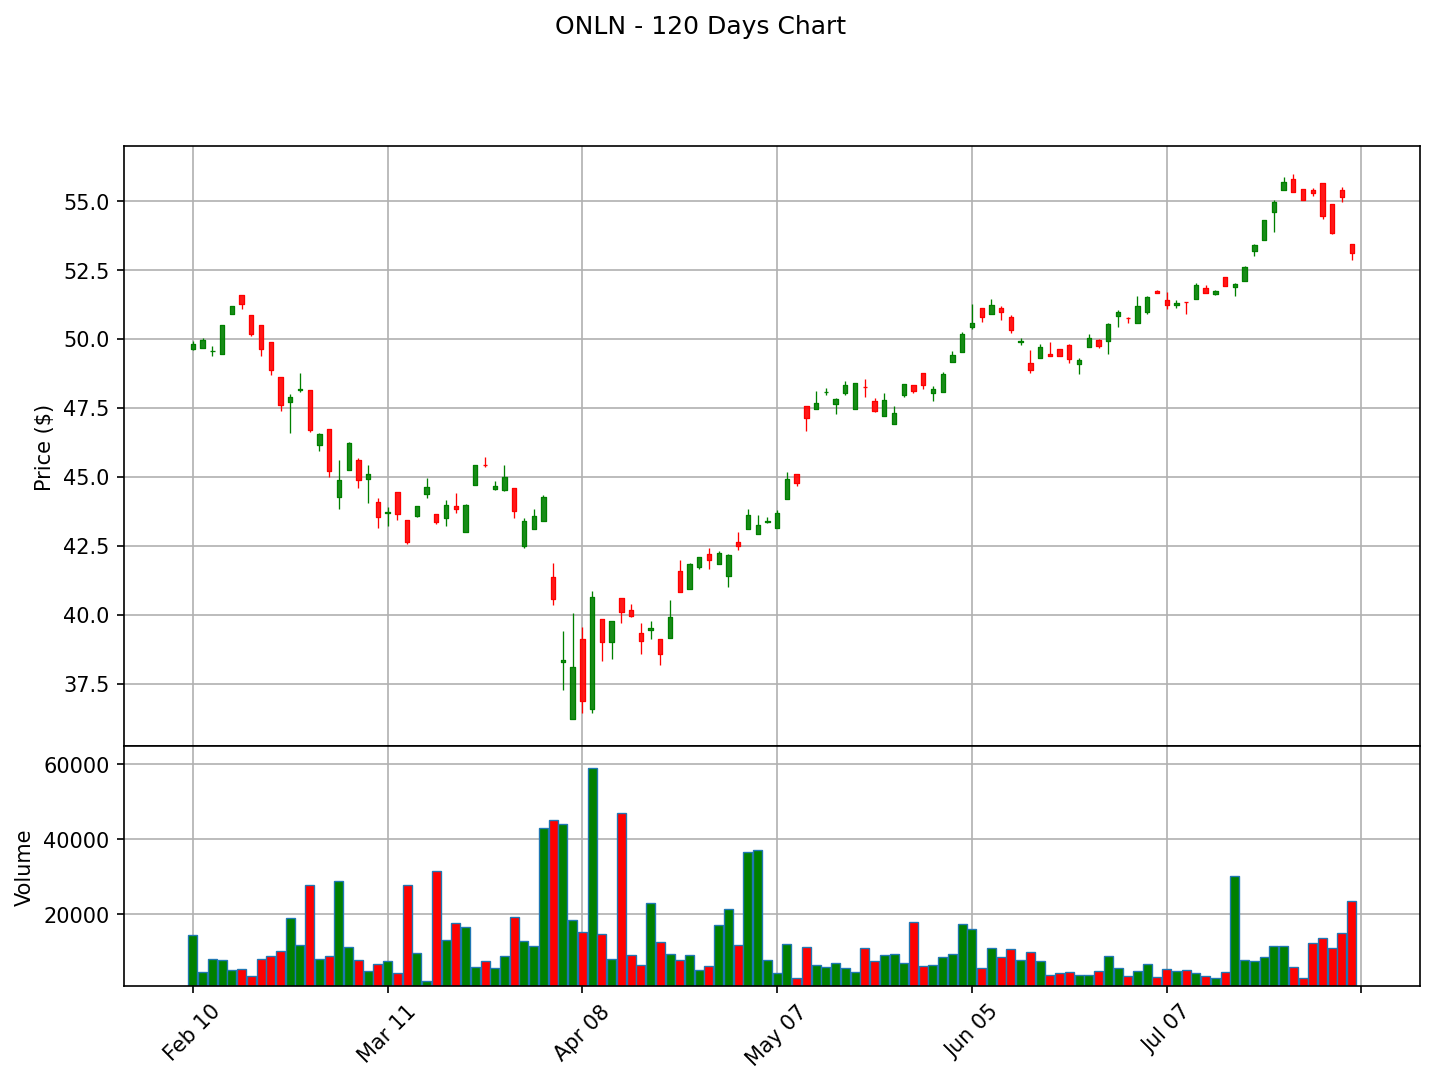 ONLN - 120 Days Chart
Price ($)
55.0
52.5
50.0
47.5
45.0
42.5
40.0
37.5
Volume
60000
40000
20000
Feb 10
Mar 11
Apr 08
May 07
Jun 05
Jul 07